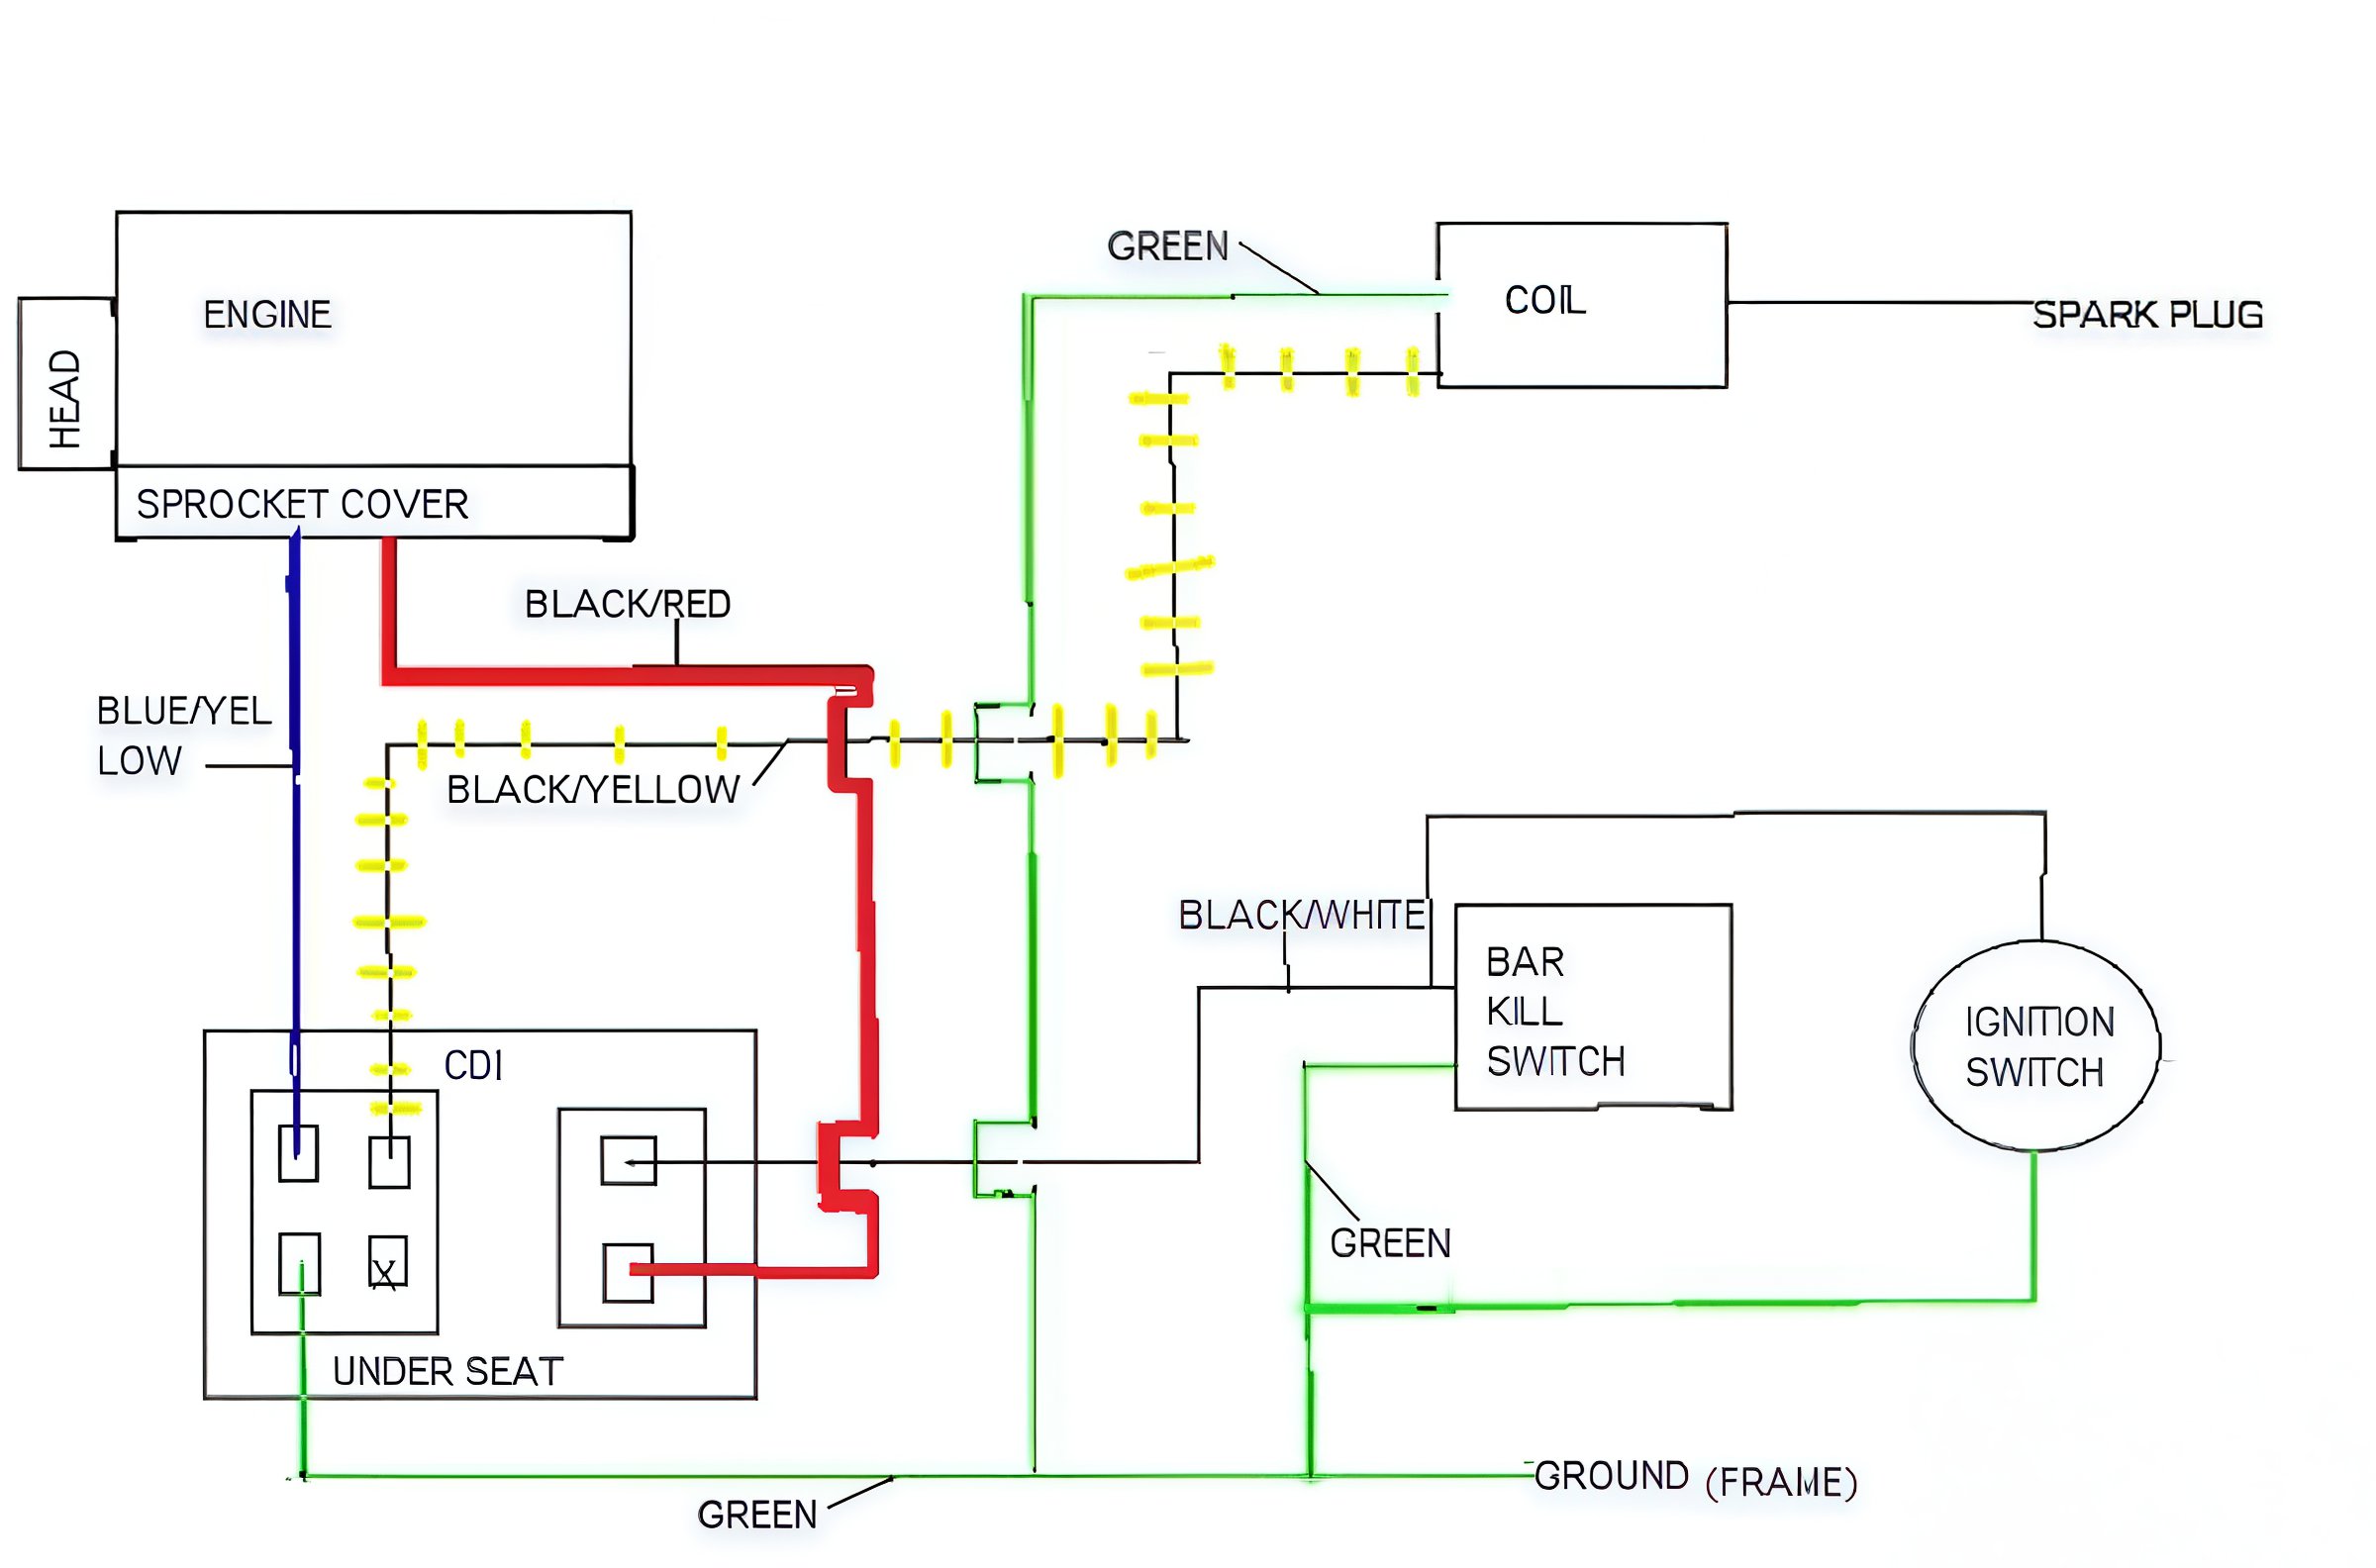 GREEN
COIL
SPARK PLUG
ENGINE
HEAD
SPROCKET COVER
BLACK/RED
BLUE/YEL
LOW
BLACK/YELLOW
BLACK/WHITE
BAR
KILL
SWITCH
IGNITION
SWITCH
CDI
X
GREEN
UNDER SEAT
GROUND (FRAME)
GREEN